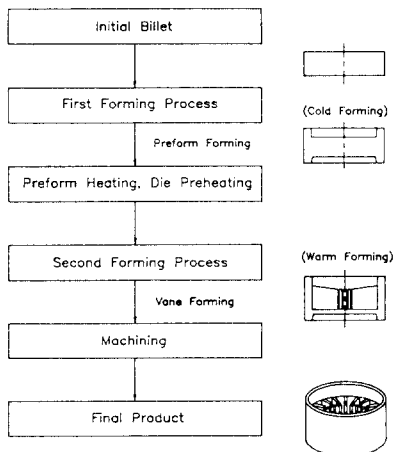 Initial Billet
First Forming Process
(Cold Forming)
Preform Forming
Preform Heating, Die Preheating
Second Forming Process
(Warm Forming)
Vane Forming
Machining
Final Product